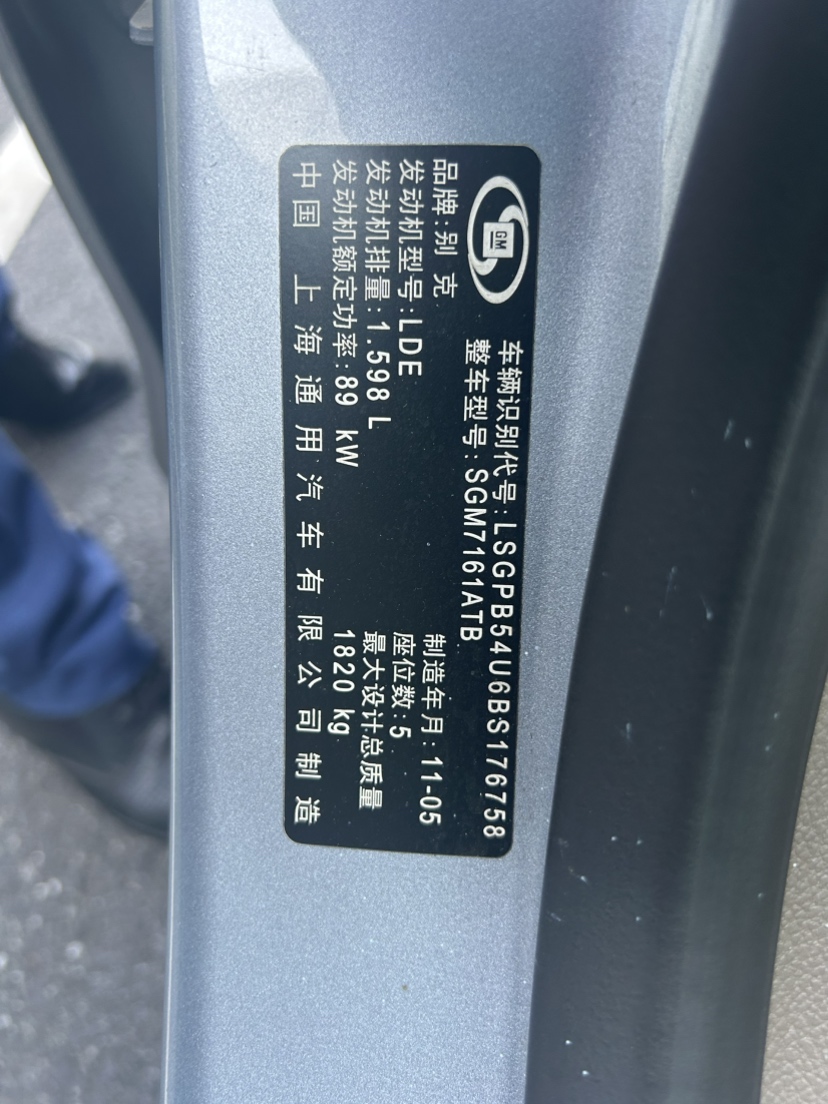 GM
车辆识别代号:LSGPB54U6BS176758
整车型号:SGM7161ATB
品牌:别克
制造年月:11-05
发动机型号:LDE
座位数:5
发动机排量:1.598 L
最大设计总质量
发动机额定功率:89 kW
1820 kg
中国 上海通用汽车有限公司制造